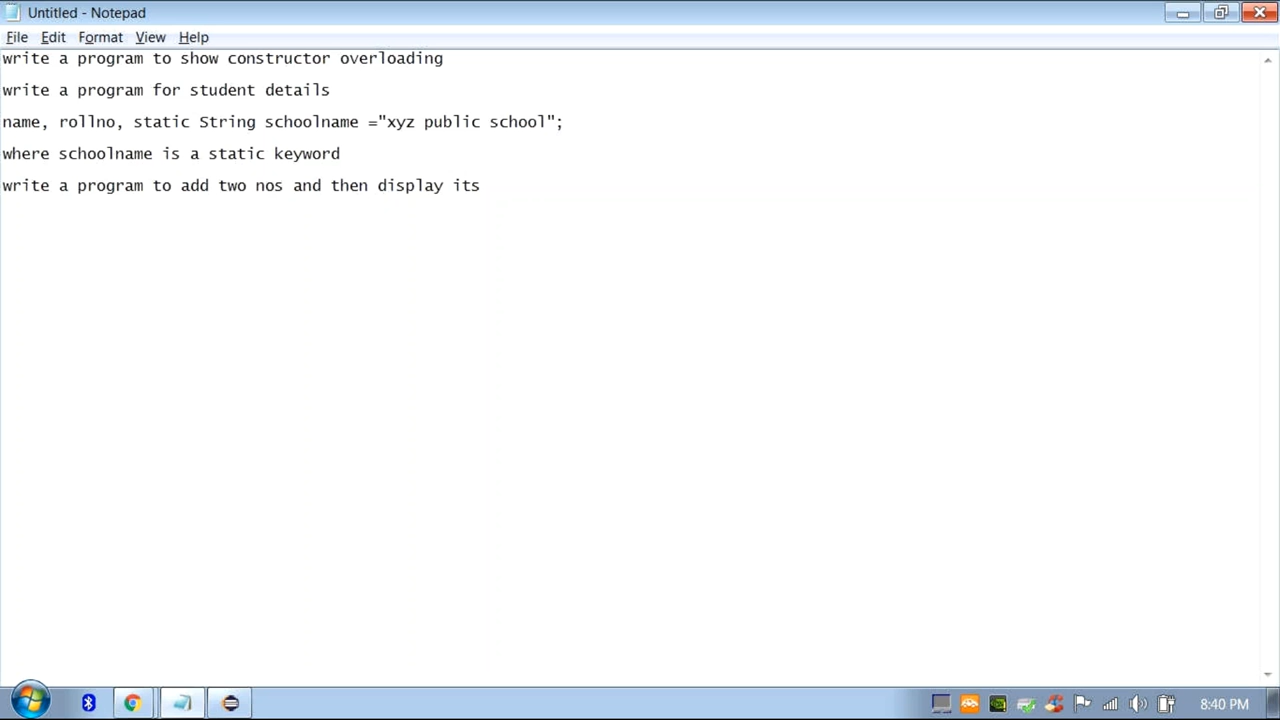 Untitled - Notepad
File Edit Format View Help
write a program to show constructor overloading
write a program for student details
name, rollno, static String schoolname ="xyz public school";
where schoolname is a static keyword
write a program to add two nos and then display its
8:40 PM